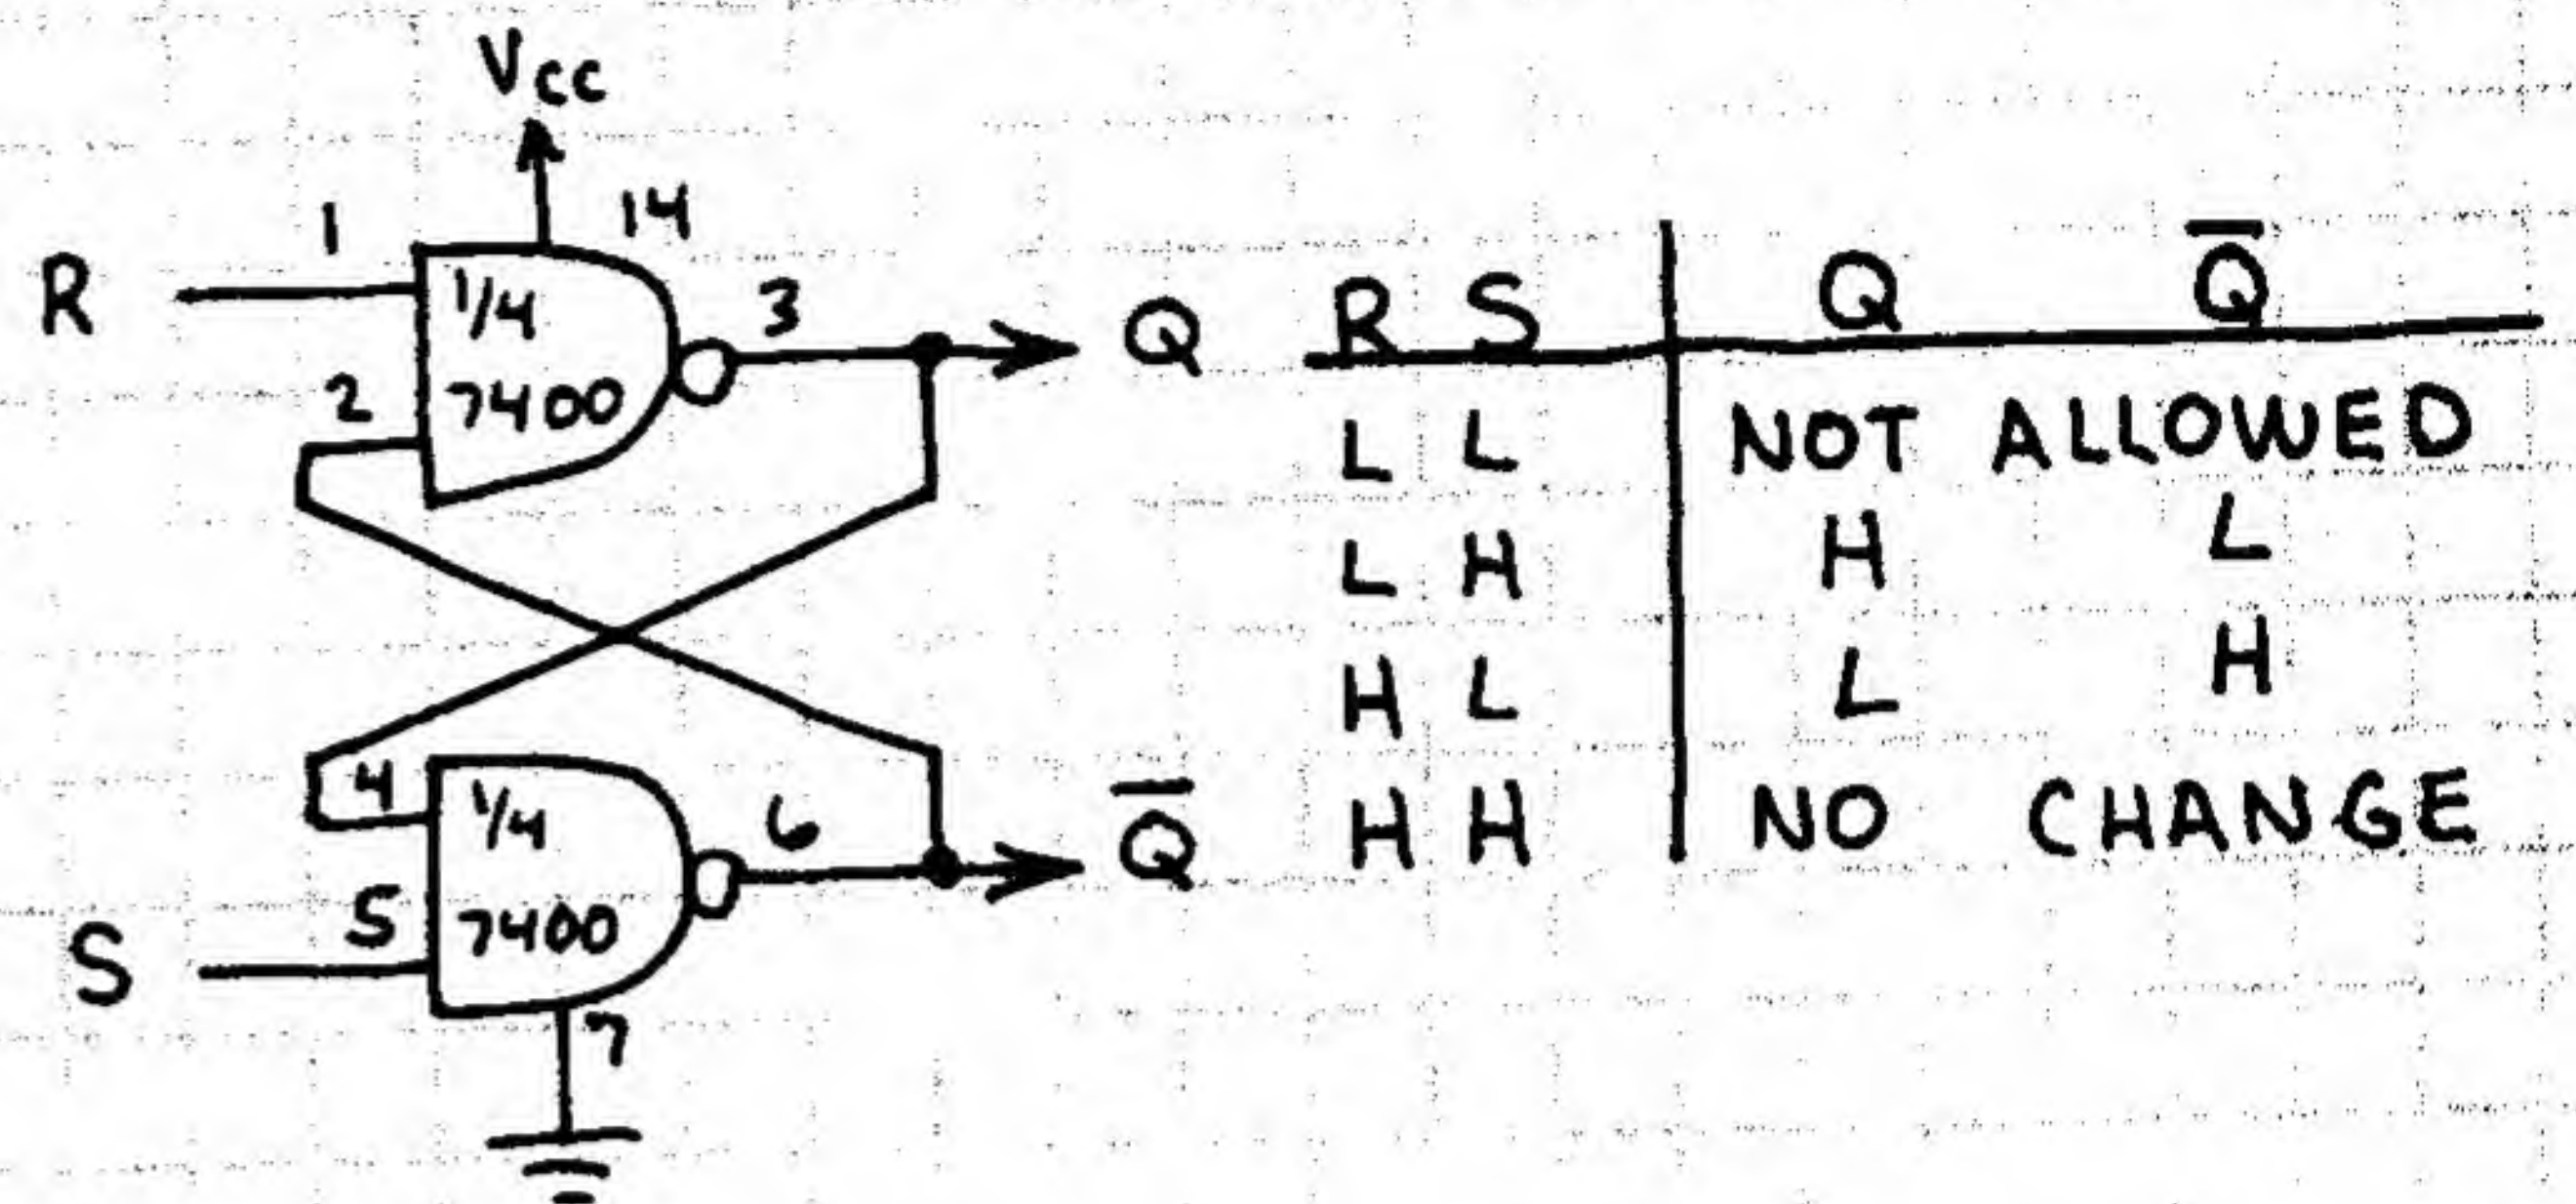 Vcc
1 14
R 1/4 3
2 7400 Q
4 1/4 6
5 7400 Q̅
S
7
R S Q Q̅
L L NOT ALLOWED
L H H L
H L L H
H H NO CHANGE